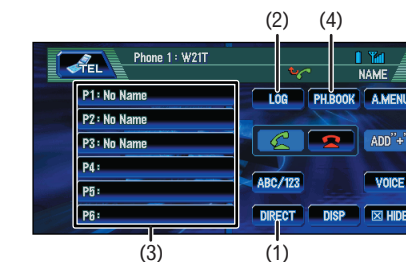 (2) (4)
TEL Phone 1 : W21T
NAME
P1 : No Name LOG PH.BOOK A.MENU
P2 : No Name
P3 : No Name ADD"+"
P4 :
P5 : ABC/123 VOICE
P6 : DIRECT DISP HIDE
(3) (1)